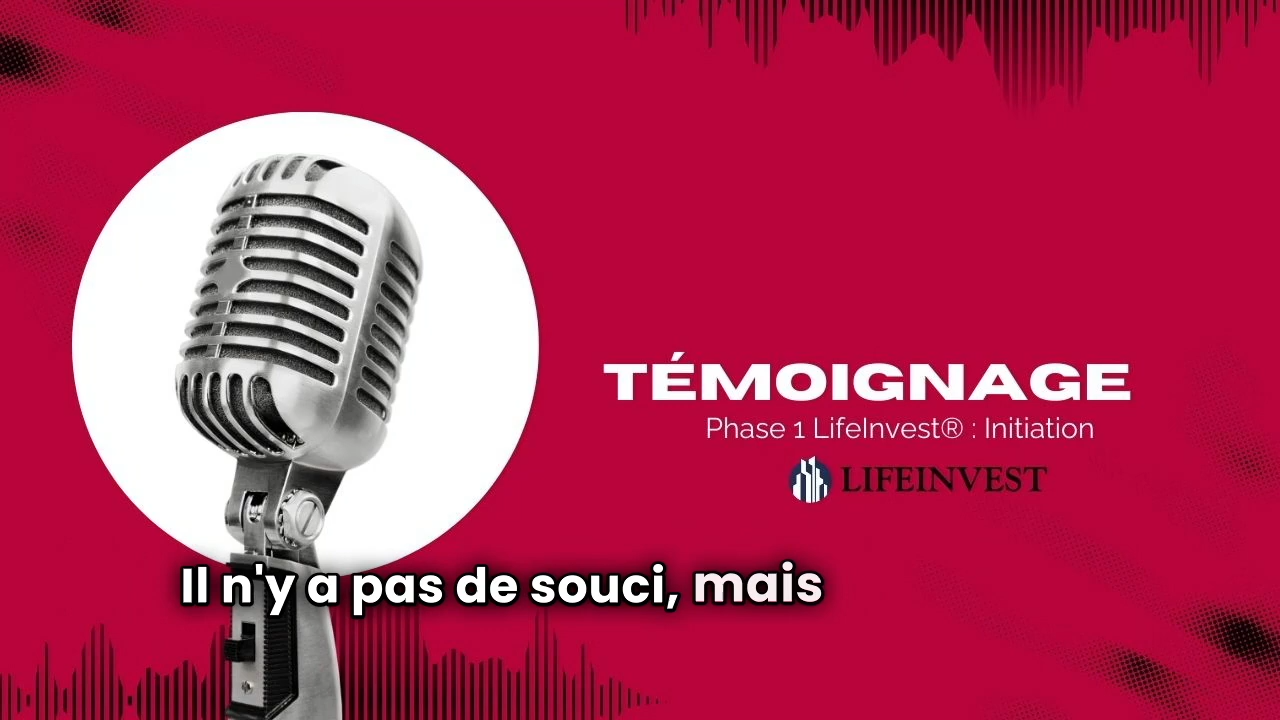 TÉMOIGNAGE
Phase 1 LifeInvest® : Initiation
LIFEINVEST
Il n'y a pas de souci, mais